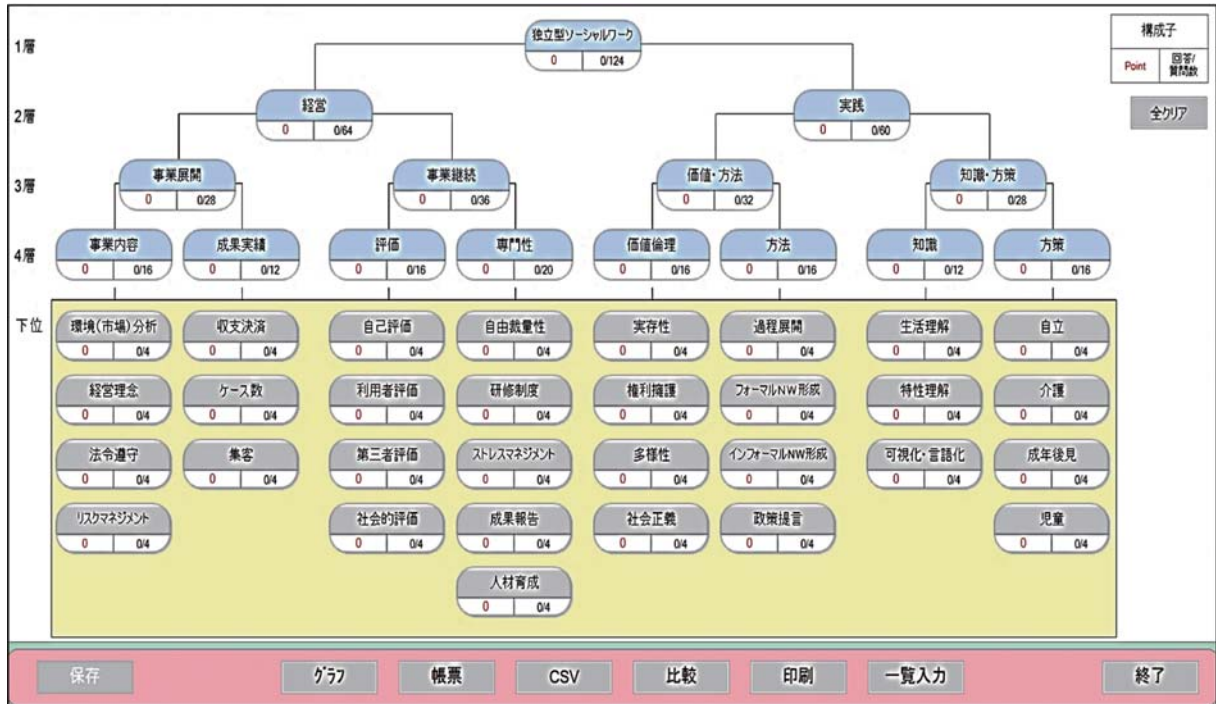 独立型ソーシャルワーク
0 0/124
構成子
Point 回答/質問数
全クリア
1層
経営
0 0/64
実践
0 0/60
2層
事業展開
0 0/28
事業継続
0 0/36
価値・方法
0 0/32
知識・方策
0 0/28
3層
事業内容
0 0/16
成果実績
0 0/12
評価
0 0/16
専門性
0 0/20
価値倫理
0 0/16
方法
0 0/16
知識
0 0/12
方策
0 0/16
4層
下位
環境(市場)分析
0 0/4
収支決済
0 0/4
自己評価
0 0/4
自由裁量性
0 0/4
実存性
0 0/4
過程展開
0 0/4
生活理解
0 0/4
自立
0 0/4
経営理念
0 0/4
ケース数
0 0/4
利用者評価
0 0/4
研修制度
0 0/4
権利擁護
0 0/4
フォーマルNW形成
0 0/4
特性理解
0 0/4
介護
0 0/4
法令遵守
0 0/4
集客
0 0/4
第三者評価
0 0/4
ストレスマネジメント
0 0/4
多様性
0 0/4
インフォーマルNW形成
0 0/4
可視化・言語化
0 0/4
成年後見
0 0/4
リスクマネジメント
0 0/4
社会的評価
0 0/4
成果報告
0 0/4
社会正義
0 0/4
政策提言
0 0/4
児童
0 0/4
人材育成
0 0/4
保存
グラフ
帳票
CSV
比較
印刷
一覧入力
終了